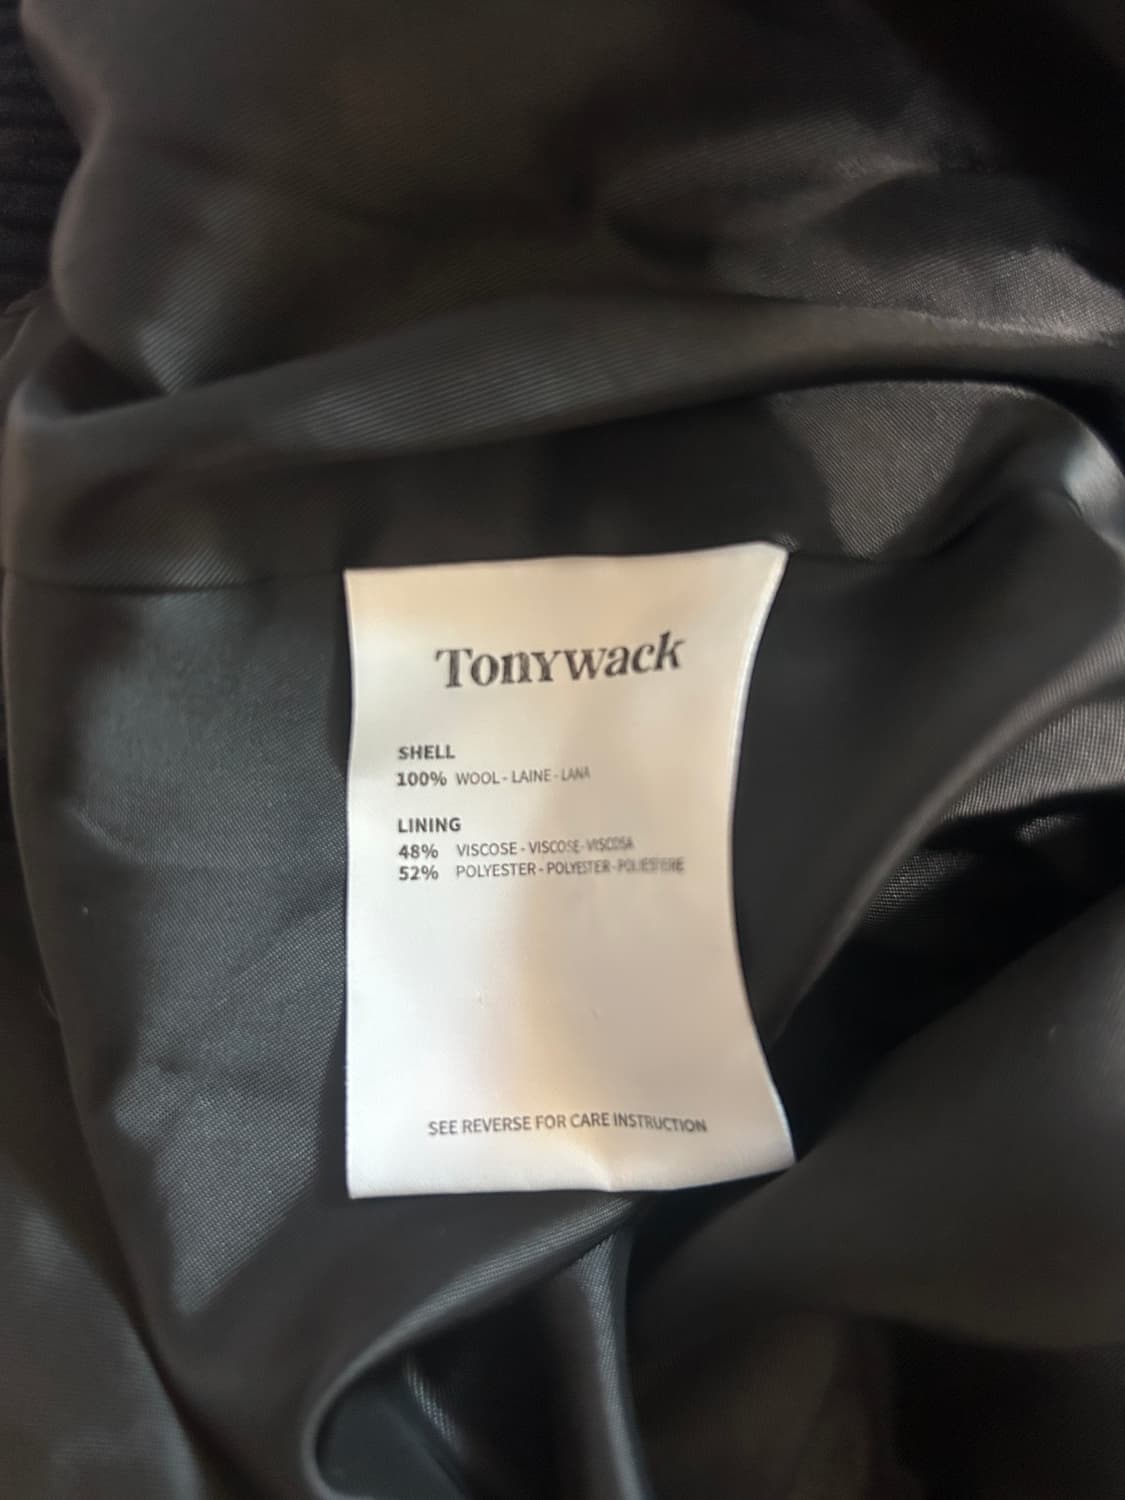 Tonywack
SHELL
100% WOOL - LAINE - LANA
LINING
48% VISCOSE - VISCOSE - VISCOSA
52% POLYESTER - POLYESTER - POLIESTERE
SEE REVERSE FOR CARE INSTRUCTION